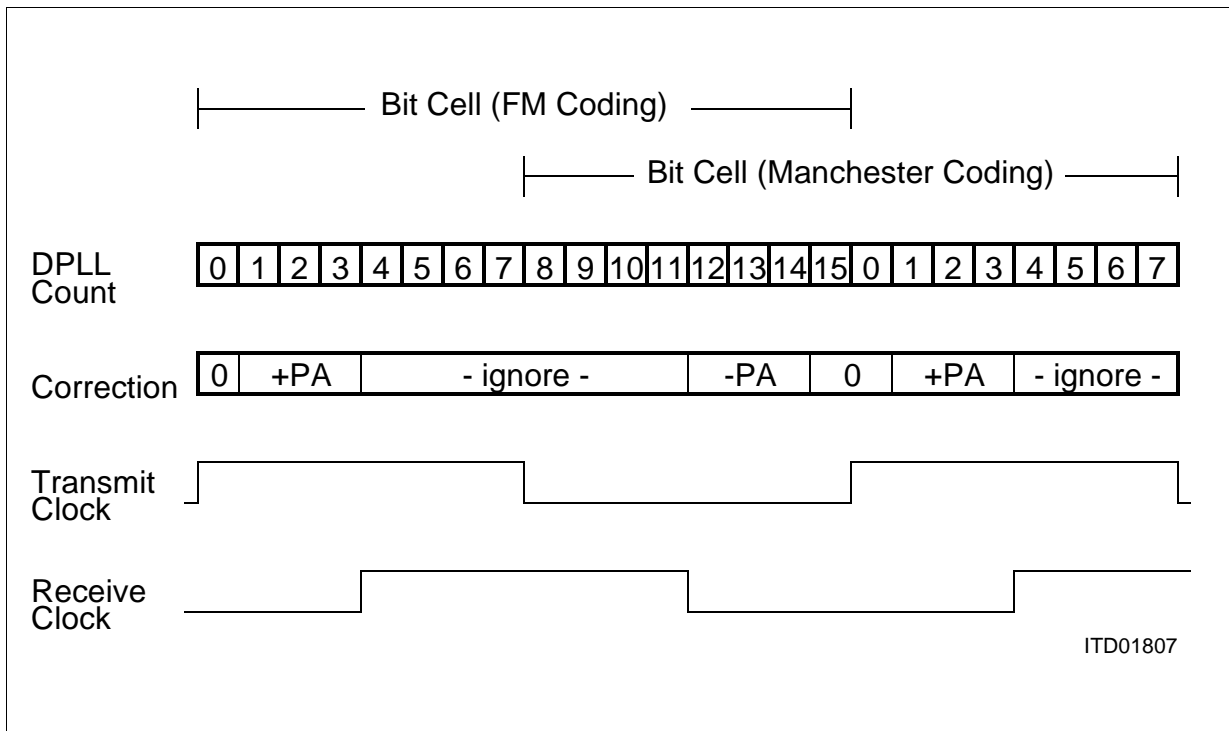 Bit Cell (FM Coding)
Bit Cell (Manchester Coding)
DPLL
Count
0 1 2 3 4 5 6 7 8 9 10 11 12 13 14 15 0 1 2 3 4 5 6 7
Correction
0 +PA - ignore - -PA 0 +PA - ignore -
Transmit
Clock
Receive
Clock
ITD01807